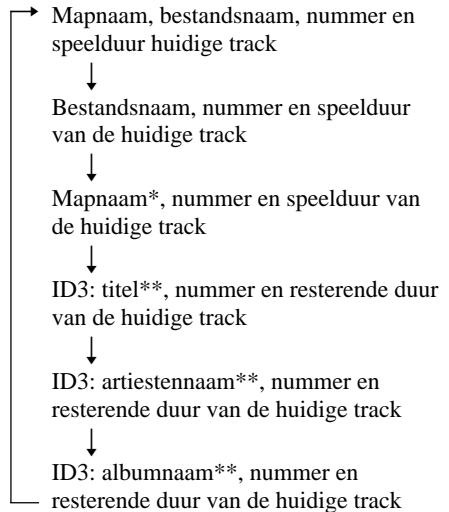 Mapnaam, bestandsnaam, nummer en
speelduur huidige track
Bestandsnaam, nummer en speelduur
van de huidige track
Mapnaam*, nummer en speelduur van
de huidige track
ID3: titel**, nummer en resterende duur
van de huidige track
ID3: artiestennaam**, nummer en
resterende duur van de huidige track
ID3: albumnaam**, nummer en
resterende duur van de huidige track